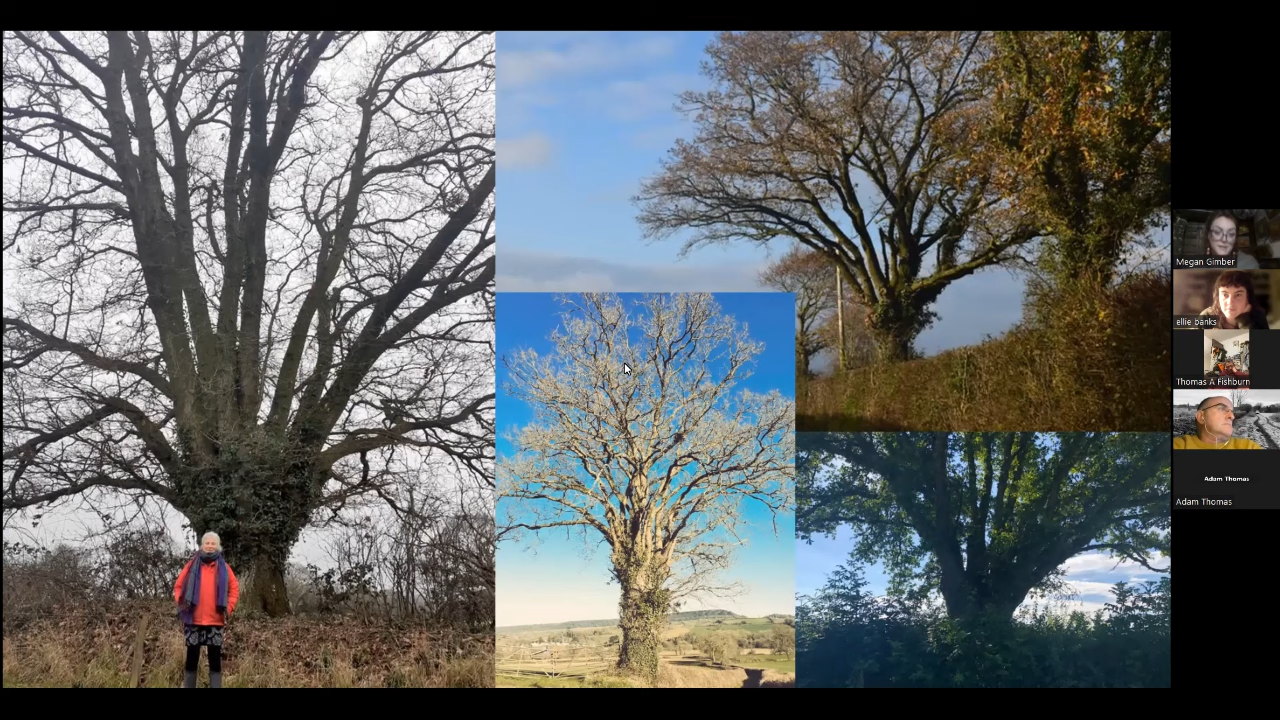 Megan Gimber
ellie banks
Thomas A Fishburn
Adam Thomas
Adam Thomas